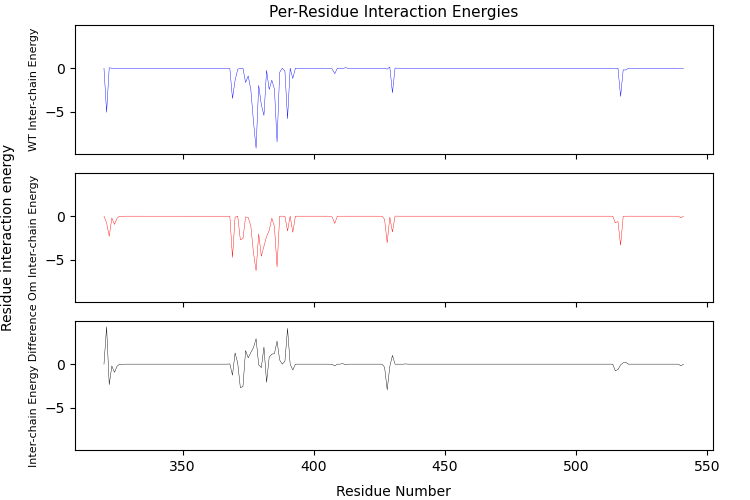 Per-Residue Interaction Energies
Residue interaction energy
WT Inter-chain Energy
0
−5
Om Inter-chain Energy
0
−5
Inter-chain Energy Difference
0
−5
350
400
450
500
550
Residue Number